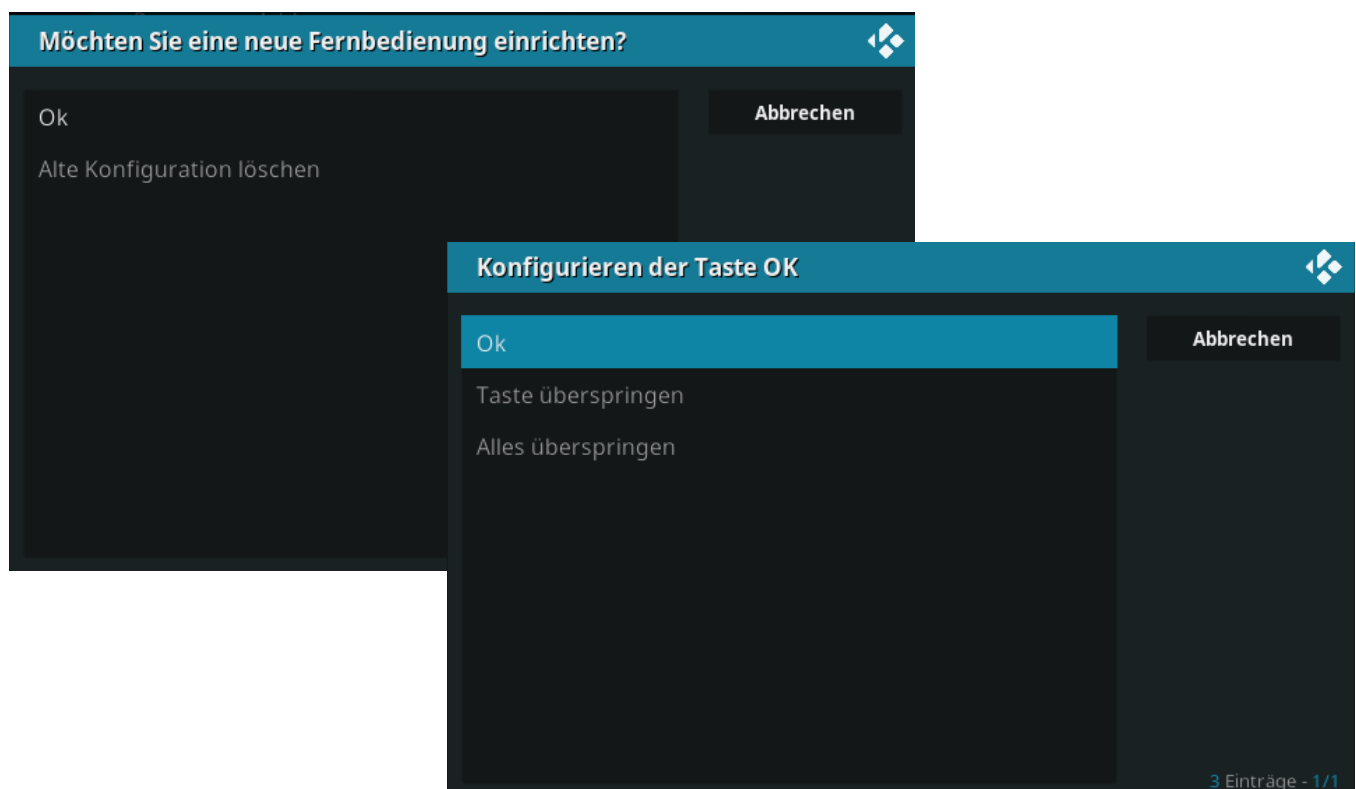 Möchten Sie eine neue Fernbedienung einrichten?
Ok
Abbrechen
Alte Konfiguration löschen
Konfigurieren der Taste OK
Ok
Abbrechen
Taste überspringen
Alles überspringen
3 Einträge - 1/1